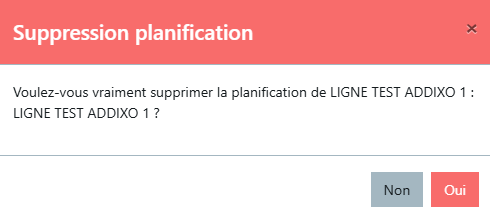 Suppression planification
×
Voulez-vous vraiment supprimer la planification de LIGNE TEST ADDIXO 1 :
LIGNE TEST ADDIXO 1 ?
Non
Oui